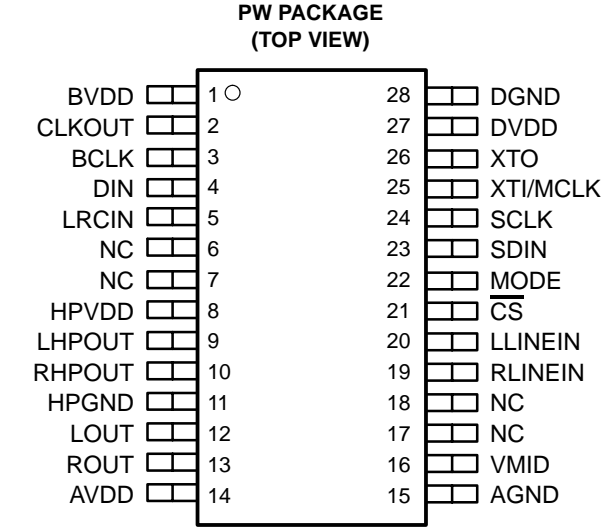 PW PACKAGE
(TOP VIEW)
BVDD 1 28 DGND
CLKOUT 2 27 DVDD
BCLK 3 26 XTO
DIN 4 25 XTI/MCLK
LRCIN 5 24 SCLK
NC 6 23 SDIN
NC 7 22 MODE
HPVDD 8 21 C̅S̅
LHPOUT 9 20 LLINEIN
RHPOUT 10 19 RLINEIN
HPGND 11 18 NC
LOUT 12 17 NC
ROUT 13 16 VMID
AVDD 14 15 AGND